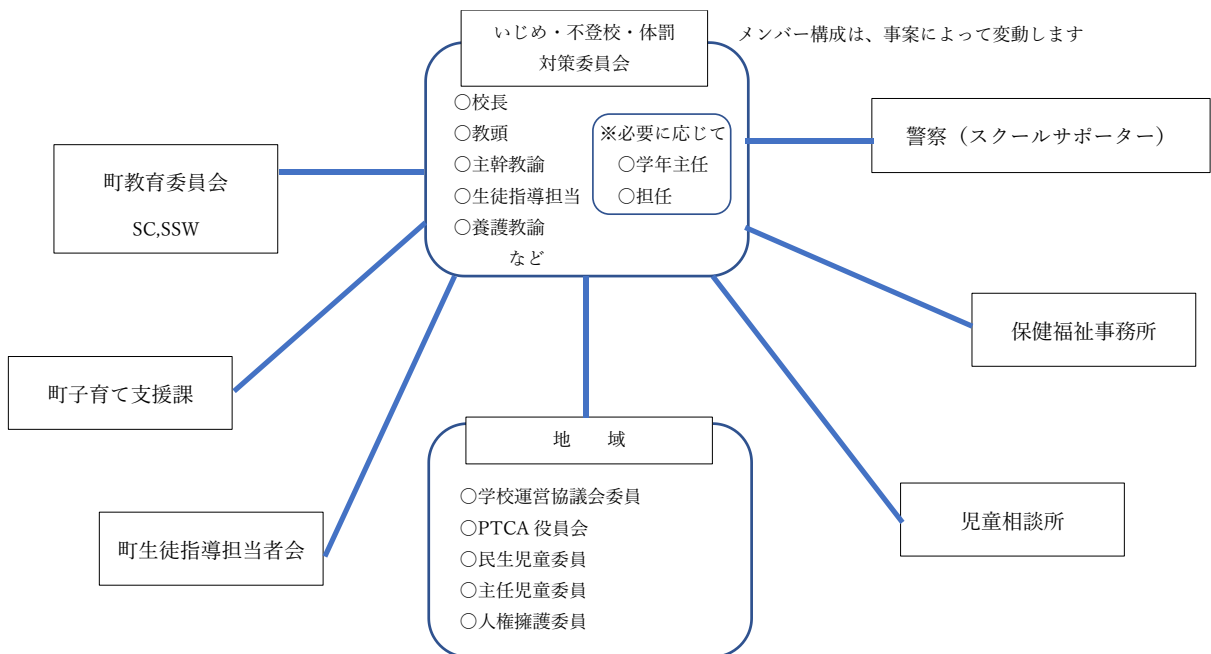 いじめ・不登校・体罰
対策委員会
メンバー構成は、事案によって変動します
○校長
○教頭
○主幹教諭
○生徒指導担当
○養護教諭
など
※必要に応じて
○学年主任
○担任
警察（スクールサポーター）
町教育委員会
SC,SSW
保健福祉事務所
町子育て支援課
児童相談所
町生徒指導担当者会
地　　域
○学校運営協議会委員
○PTCA 役員会
○民生児童委員
○主任児童委員
○人権擁護委員